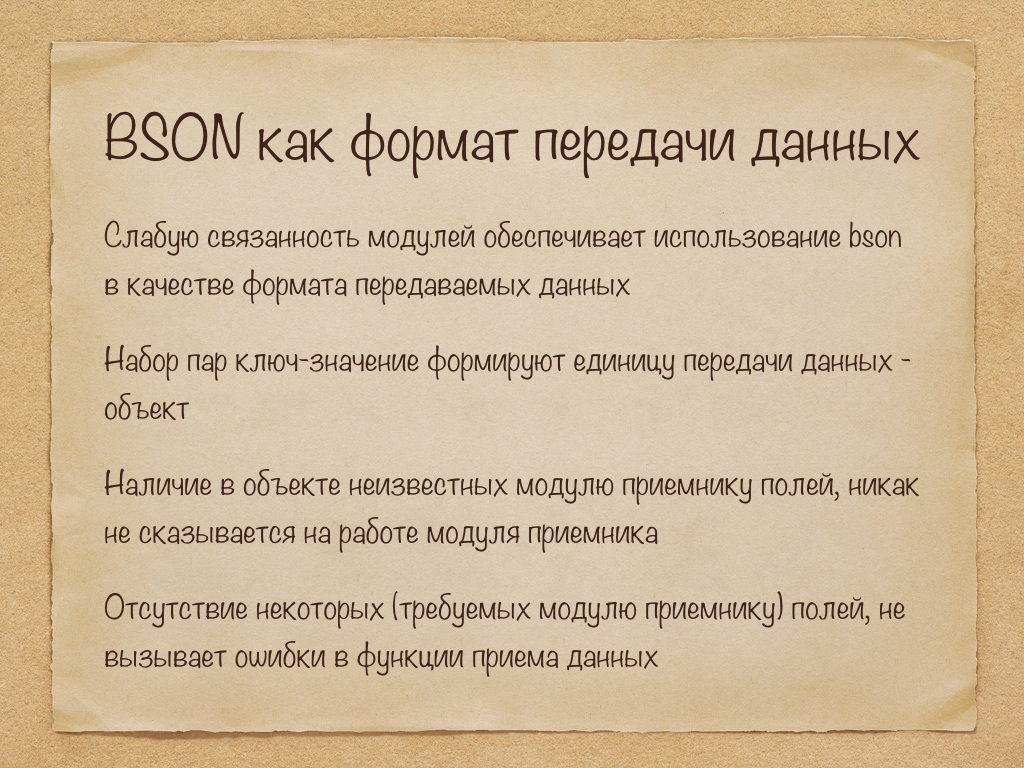 BSON как формат передачи данных
Слабую связанность модулей обеспечивает использование bson
в качестве формата передаваемых данных
Набор пар ключ-значение формируют единицу передачи данных -
объект
Наличие в объекте неизвестных модулю приемнику полей, никак
не сказывается на работе модуля приемника
Отсутствие некоторых (требуемых модулю приемнику) полей, не
вызывает ошибки в функции приема данных